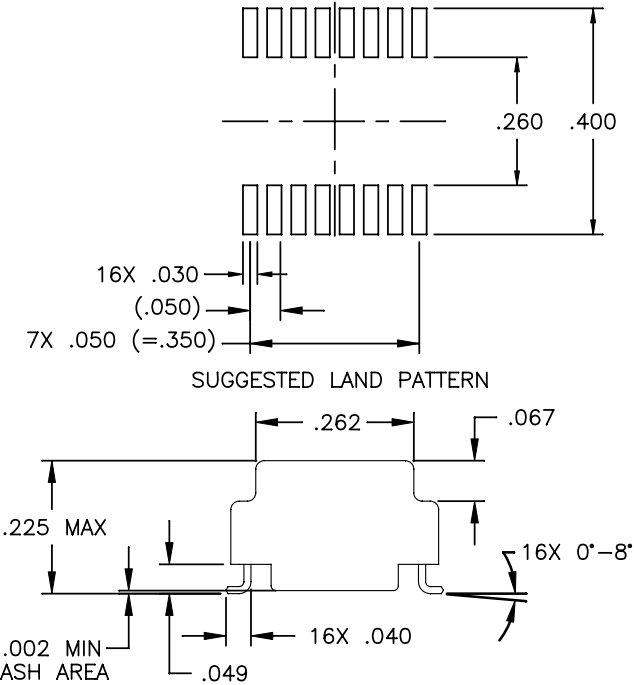 .260
.400
16X .030
(.050)
7X .050 (=.350)
SUGGESTED LAND PATTERN
.262
.067
.225 MAX
16X 0°-8°
.002 MIN
ASH AREA
16X .040
.049